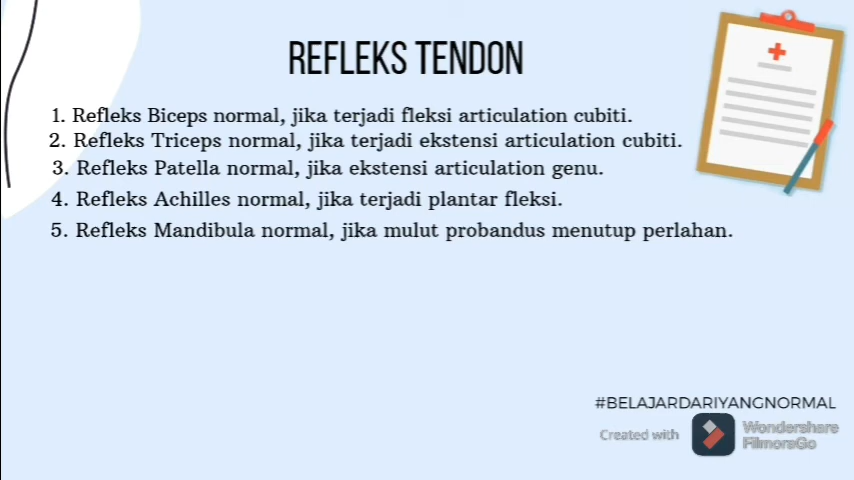 REFLEKS TENDON
1. Refleks Biceps normal, jika terjadi fleksi articulation cubiti.
2. Refleks Triceps normal, jika terjadi ekstensi articulation cubiti.
3. Refleks Patella normal, jika ekstensi articulation genu.
4. Refleks Achilles normal, jika terjadi plantar fleksi.
5. Refleks Mandibula normal, jika mulut probandus menutup perlahan.
#BELAJARDARIYANGNORMAL
Created with Wondershare
FilmoraGo